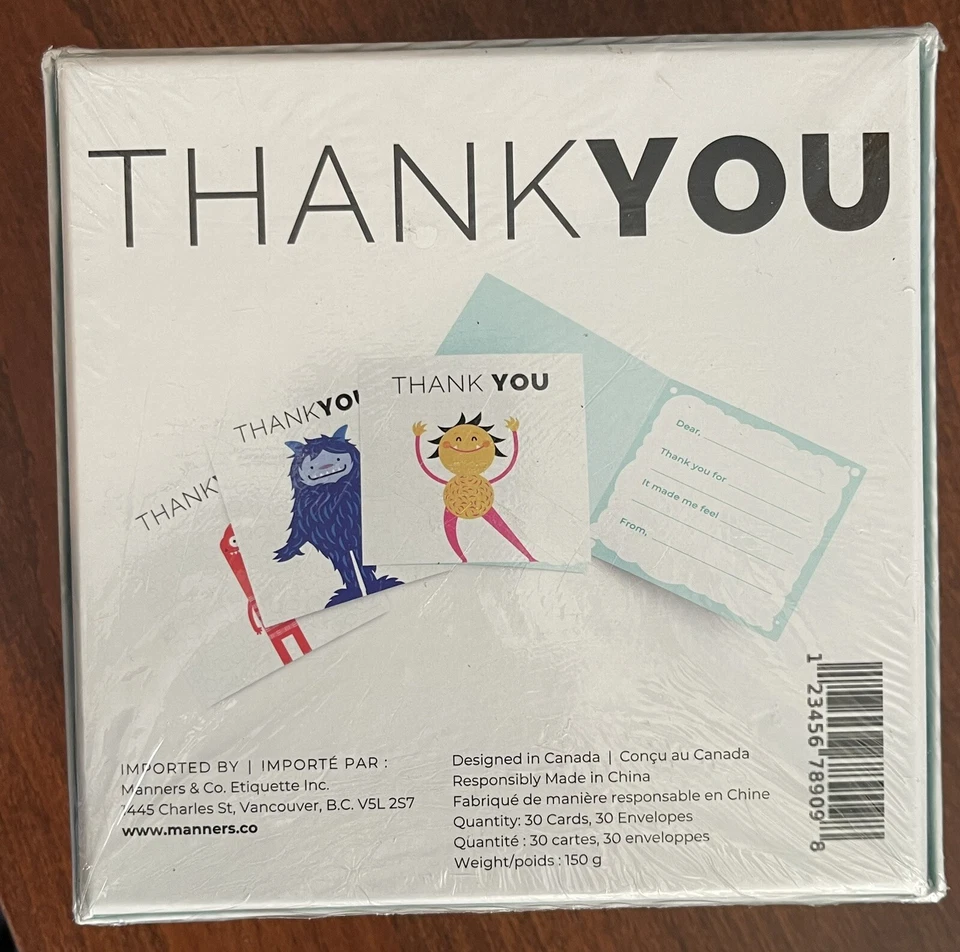 THANKYOU
THANK YOU
THANKYOU
THANK
Dear,
Thank you for
It made me feel
From,
1 23456 78909 8
IMPORTED BY | IMPORTÉ PAR :
Manners & Co. Etiquette Inc.
1445 Charles St, Vancouver, B.C. V5L 2S7
www.manners.co
Designed in Canada | Conçu au Canada
Responsibly Made in China
Fabriqué de manière responsable en Chine
Quantity: 30 Cards, 30 Envelopes
Quantité : 30 cartes, 30 enveloppes
Weight/poids : 150 g